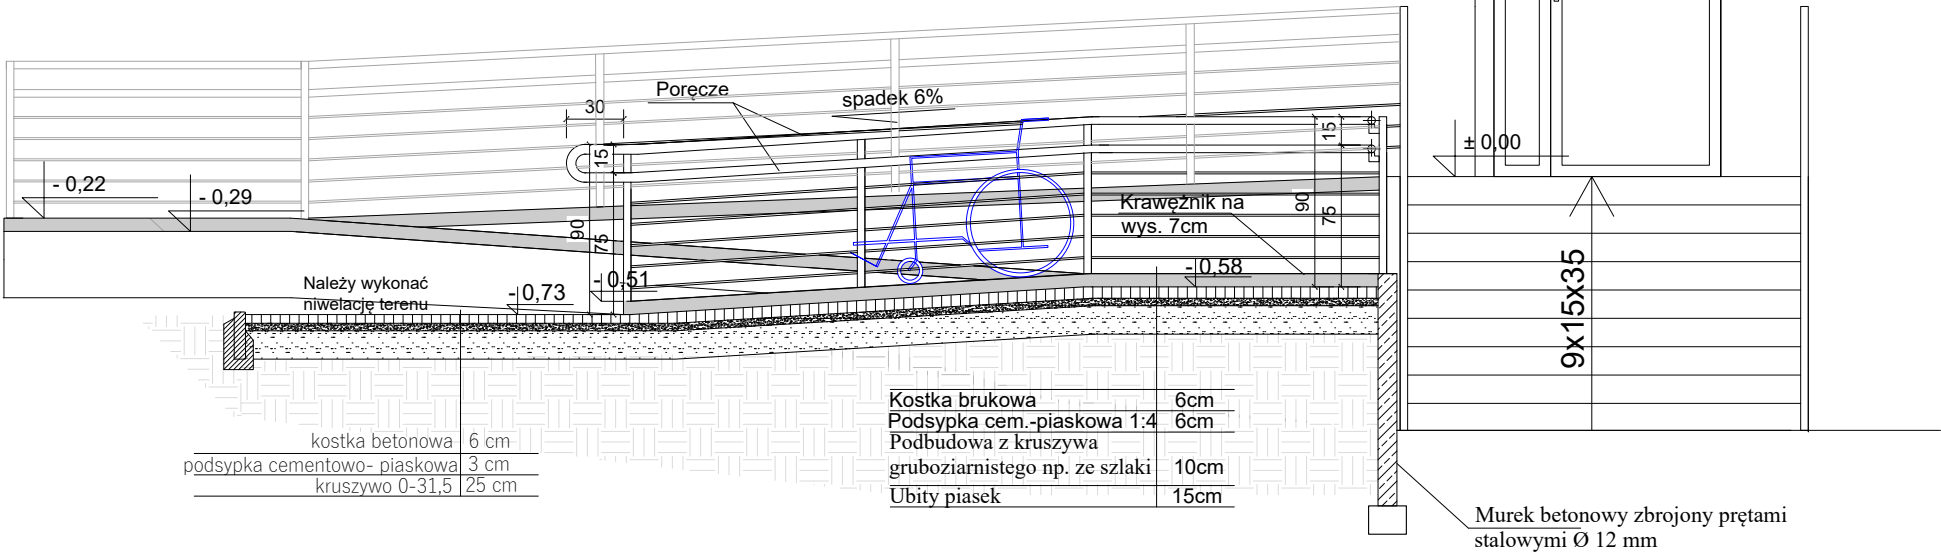 30
Poręcze
spadek 6%
15
15
± 0,00
- 0,22
- 0,29
90
75
90
75
Krawężnik na
wys. 7cm
Należy wykonać
niwelację terenu
- 0,73
- 0,51
- 0,58
9x15x35
kostka betonowa 6 cm
podsypka cementowo- piaskowa 3 cm
kruszywo 0-31,5 25 cm
Kostka brukowa 6cm
Podsypka cem.-piaskowa 1:4 6cm
Podbudowa z kruszywa
gruboziarnistego np. ze szlaki 10cm
Ubity piasek 15cm
Murek betonowy zbrojony prętami
stalowymi Ø 12 mm